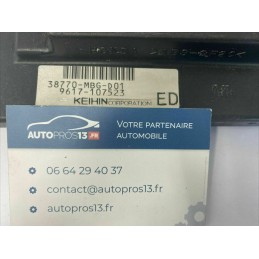 38770-MBG-D01
9617-107523
KEIHIN CORPORATION
ED
AUTOPROS13.FR
VOTRE PARTENAIRE
AUTOMOBILE
06 64 29 40 37
contact@autopros13.fr
autopros13.fr